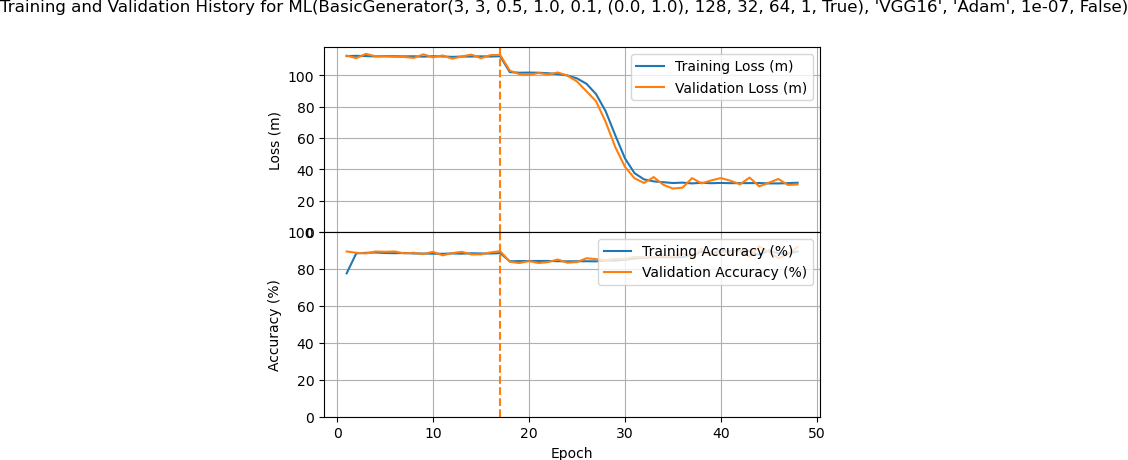 Training and Validation History for ML(BasicGenerator(3, 3, 0.5, 1.0, 0.1, (0.0, 1.0), 128, 32, 64, 1, True), 'VGG16', 'Adam', 1e-07, False)
Training Loss (m)
Validation Loss (m)
Loss (m)
100
80
60
40
20
0
Training Accuracy (%)
Validation Accuracy (%)
Accuracy (%)
100
80
60
40
20
0
0 10 20 30 40 50
Epoch